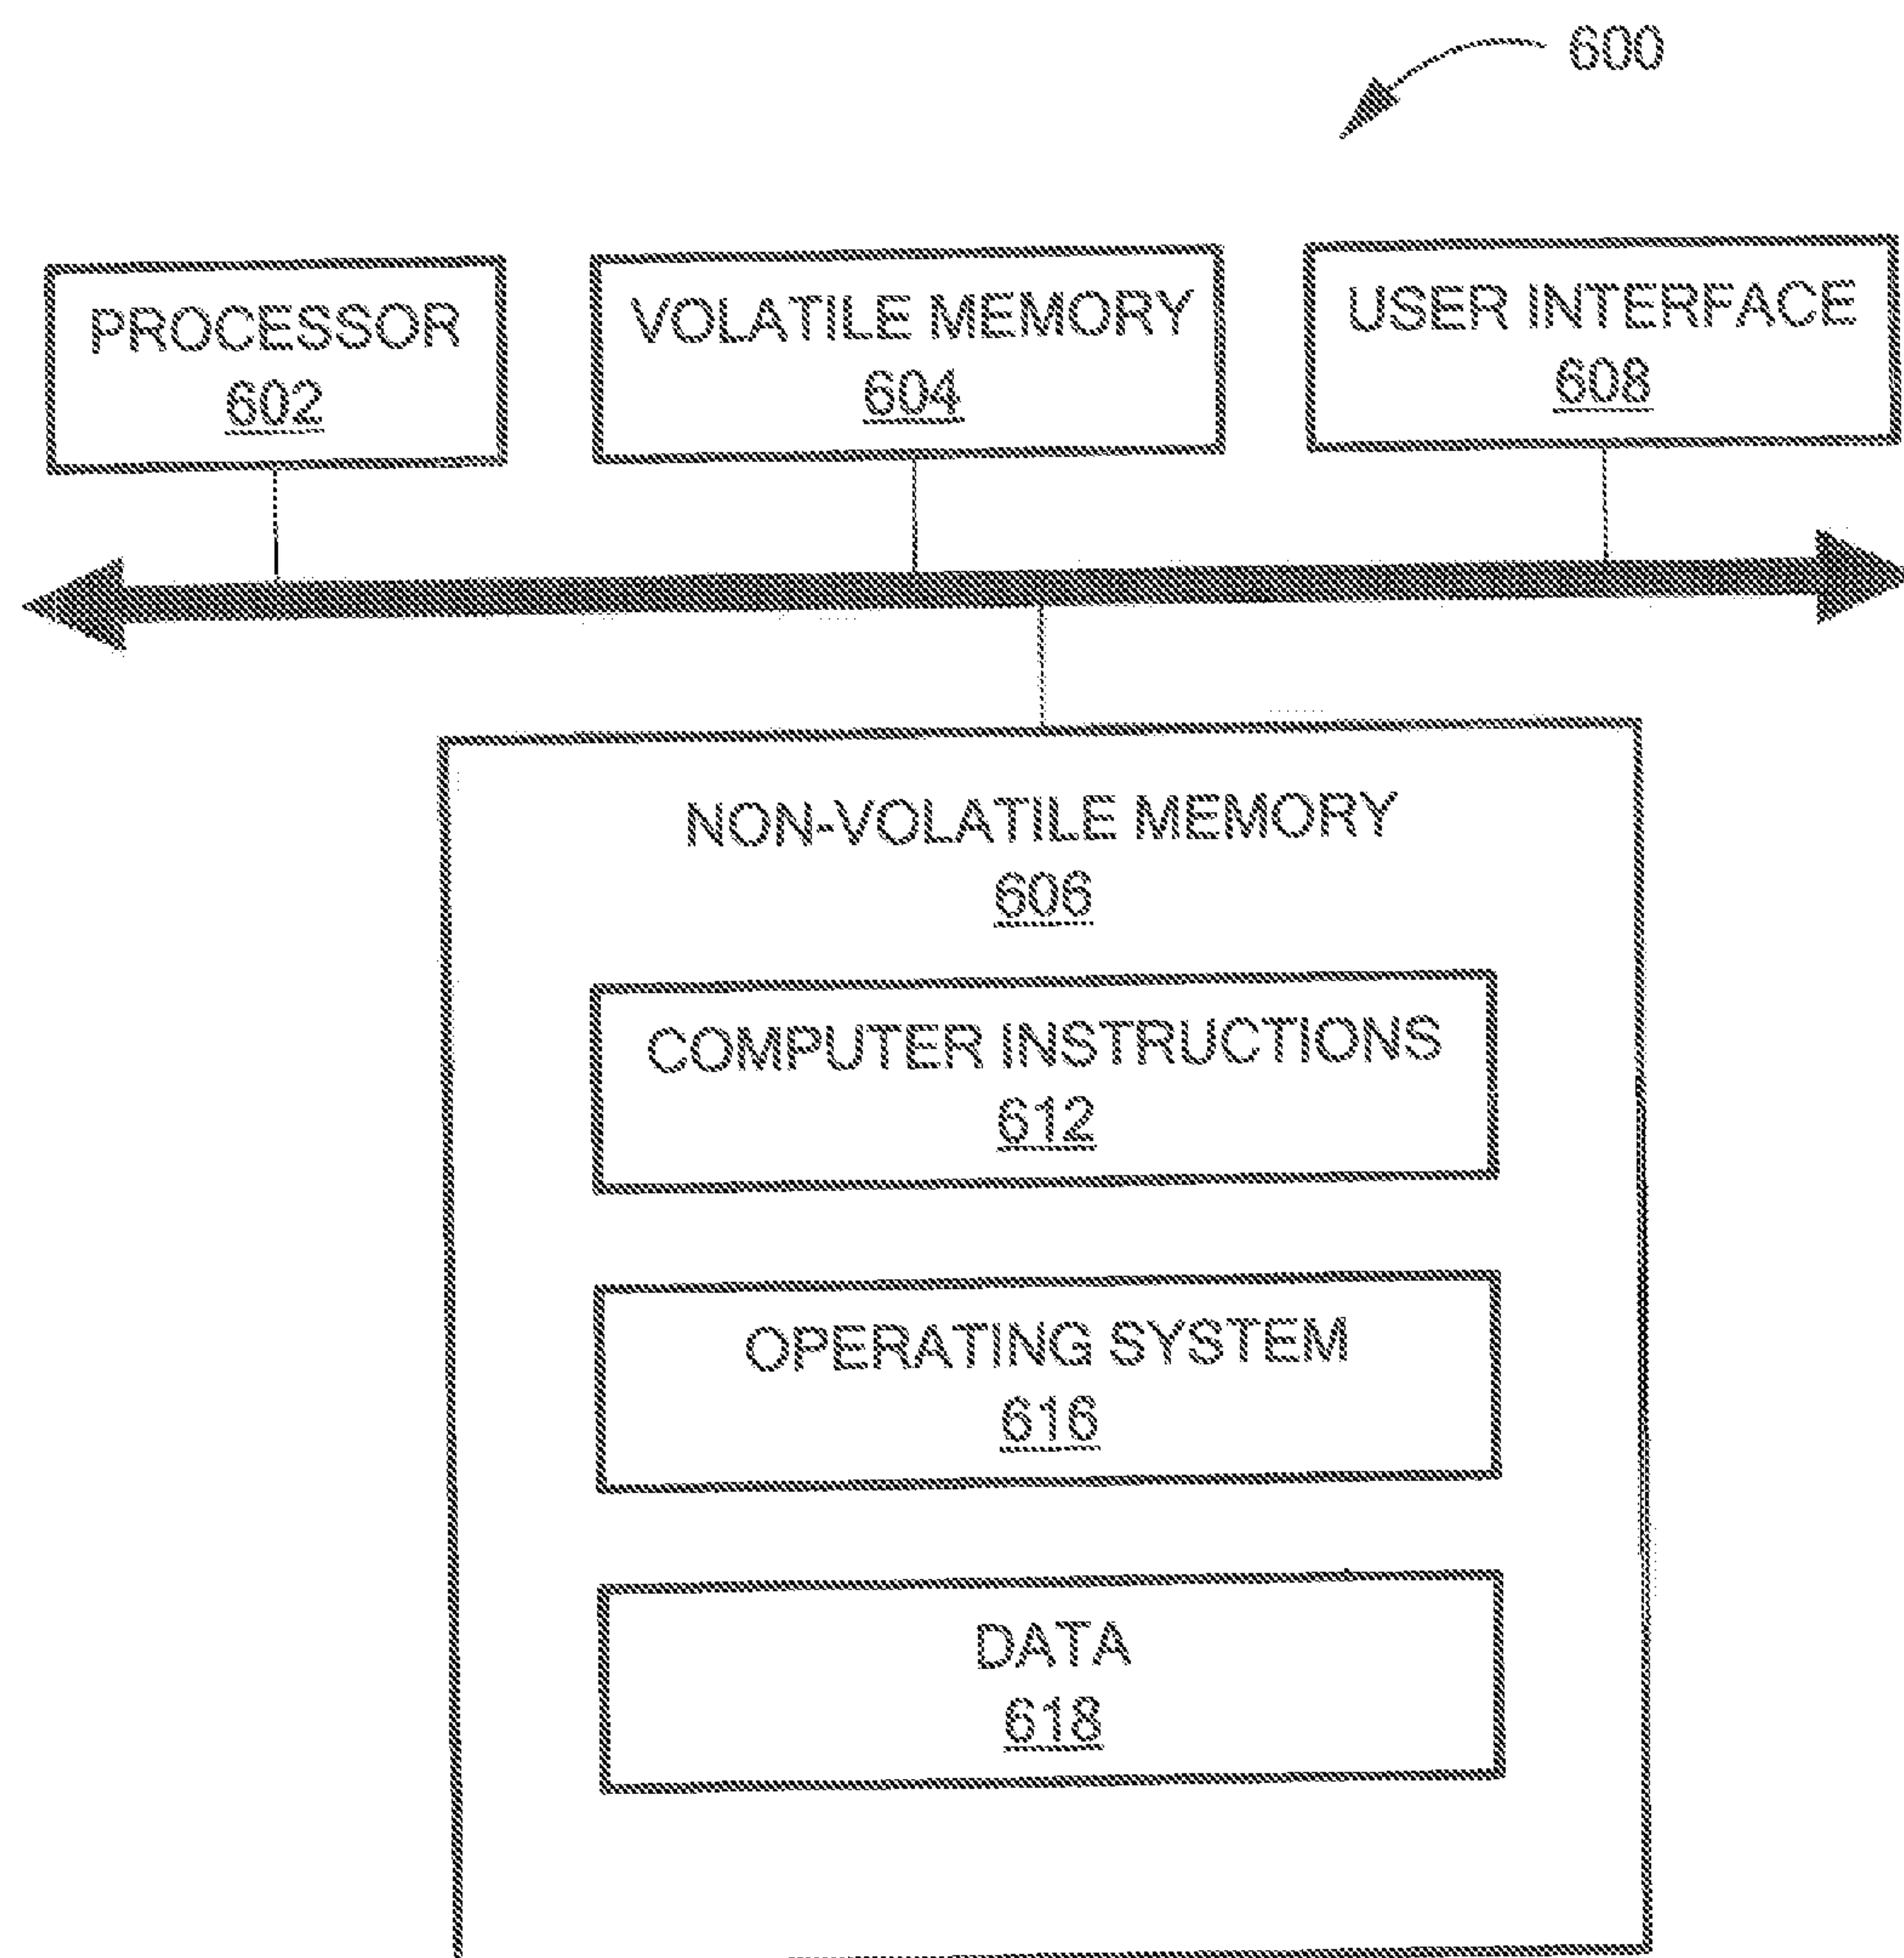 600
PROCESSOR
602
VOLATILE MEMORY
604
USER INTERFACE
608
NON-VOLATILE MEMORY
606
COMPUTER INSTRUCTIONS
612
OPERATING SYSTEM
616
DATA
618